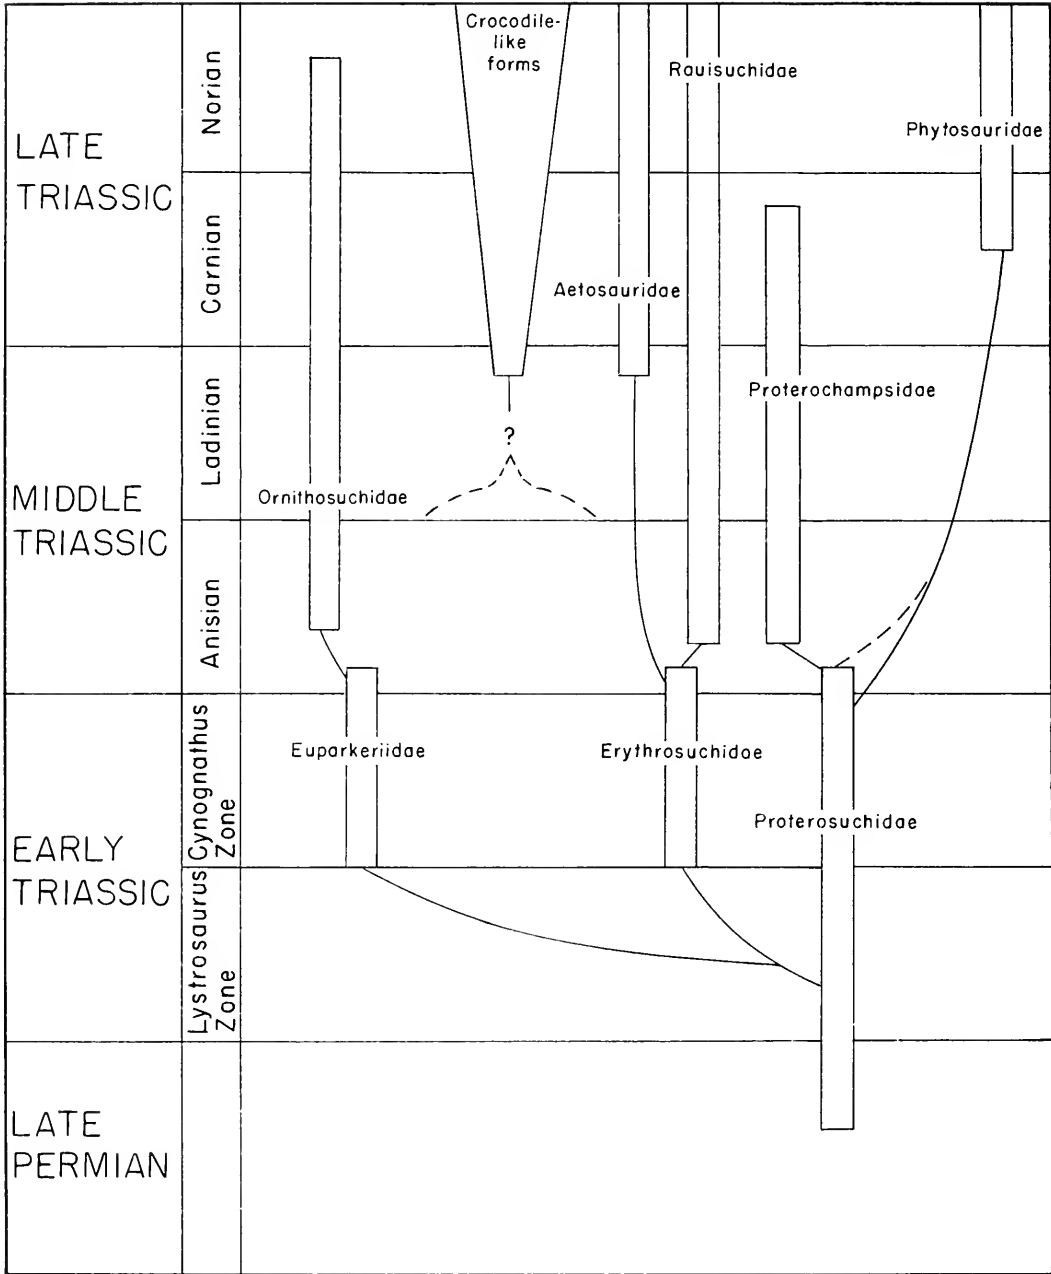 Crocodile-
like
forms
Norian
Rauisuchidae
Phytosauridae
LATE
TRIASSIC
Carnian
Aetosauridae
Ladinian
Proterochampsidae
?
Ornithosuchidae
MIDDLE
TRIASSIC
Anisian
Cynognathus
Zone
Euparkeriidae
Erythrosuchidae
Proterosuchidae
EARLY
TRIASSIC
Lystrosaurus
Zone
LATE
PERMIAN